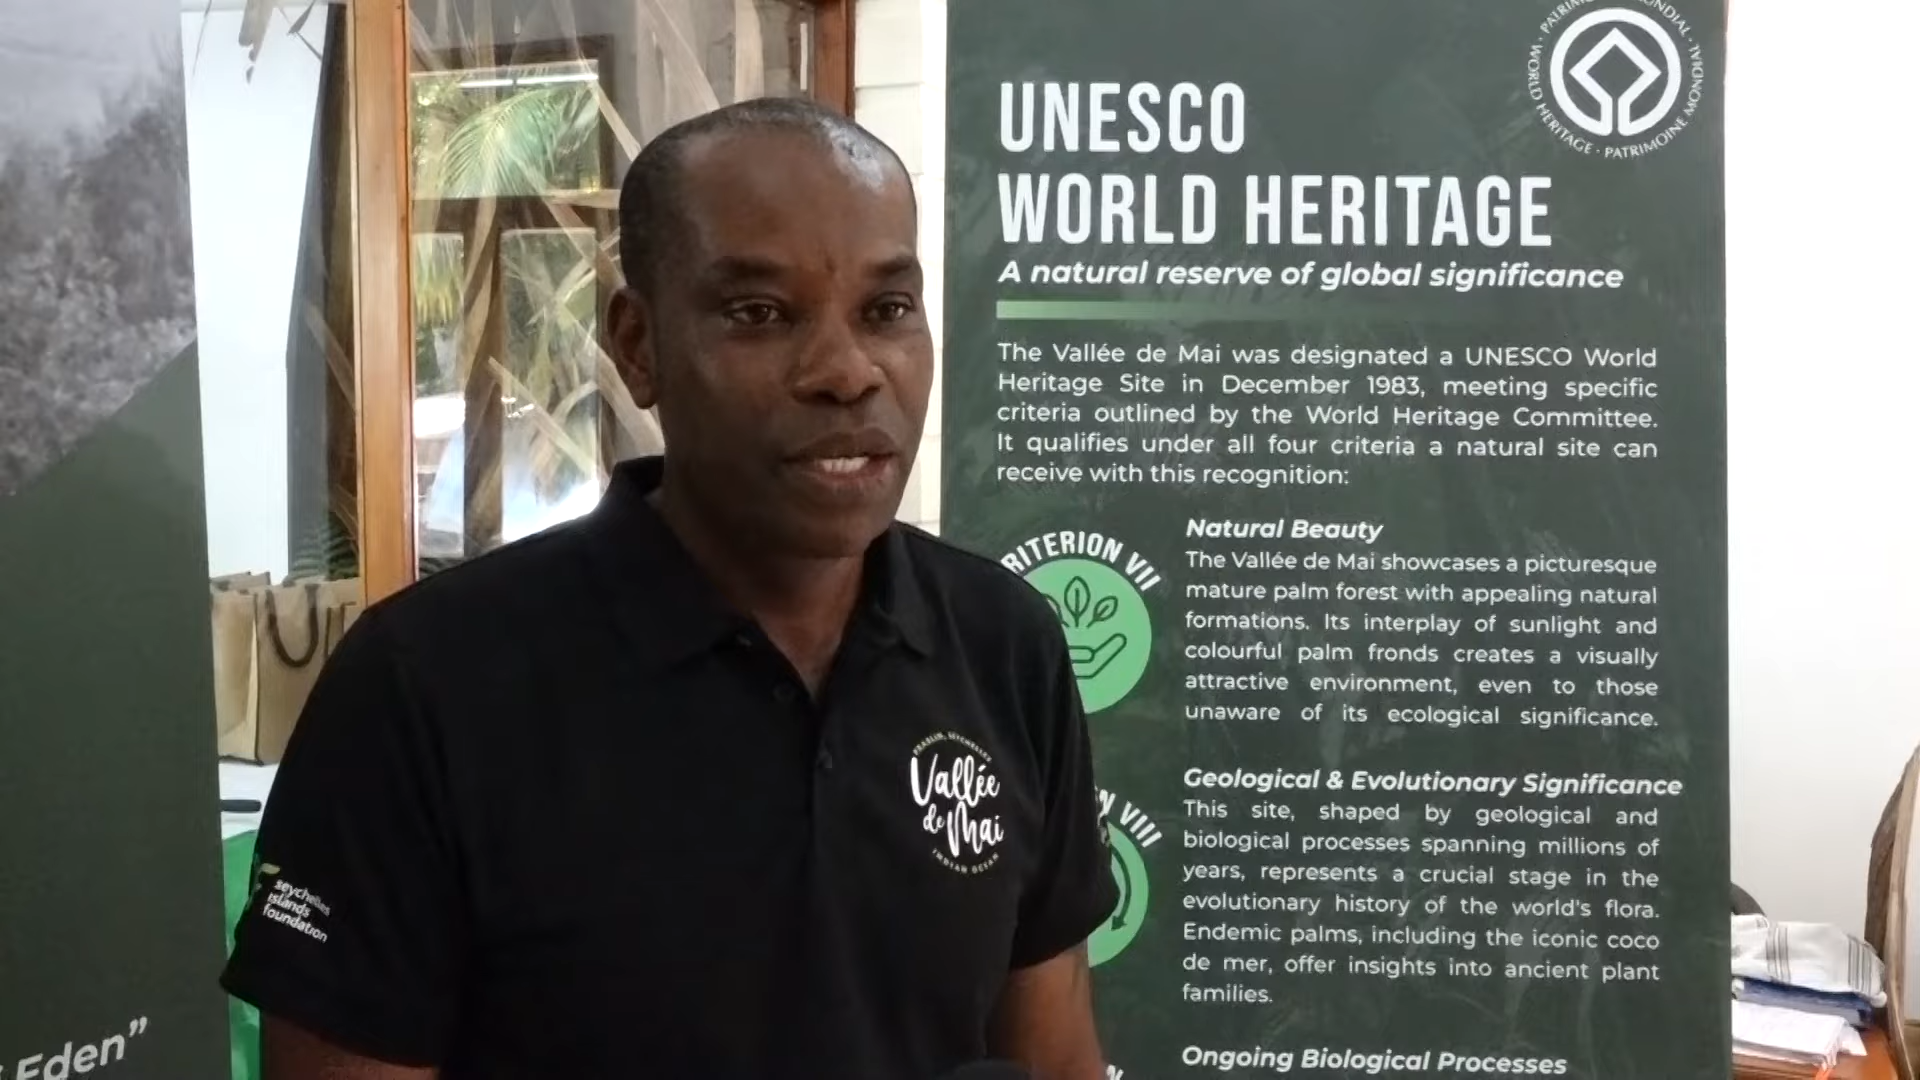 UNESCO
WORLD HERITAGE
A natural reserve of global significance
WORLD HERITAGE · PATRIMOINE MONDIAL ·
The Vallée de Mai was designated a UNESCO World
Heritage Site in December 1983, meeting specific
criteria outlined by the World Heritage Committee.
It qualifies under all four criteria a natural site can
receive with this recognition:
RITERION VII
Natural Beauty
The Vallée de Mai showcases a picturesque
mature palm forest with appealing natural
formations. Its interplay of sunlight and
colourful palm fronds creates a visually
attractive environment, even to those
unaware of its ecological significance.
N VIII
Geological & Evolutionary Significance
This site, shaped by geological and
biological processes spanning millions of
years, represents a crucial stage in the
evolutionary history of the world's flora.
Endemic palms, including the iconic coco
de mer, offer insights into ancient plant
families.
Ongoing Biological Processes
PRASLIN, SEYCHELLES
Vallée
de Mai
INDIAN OCEAN
seychelles
islands
foundation
Eden”